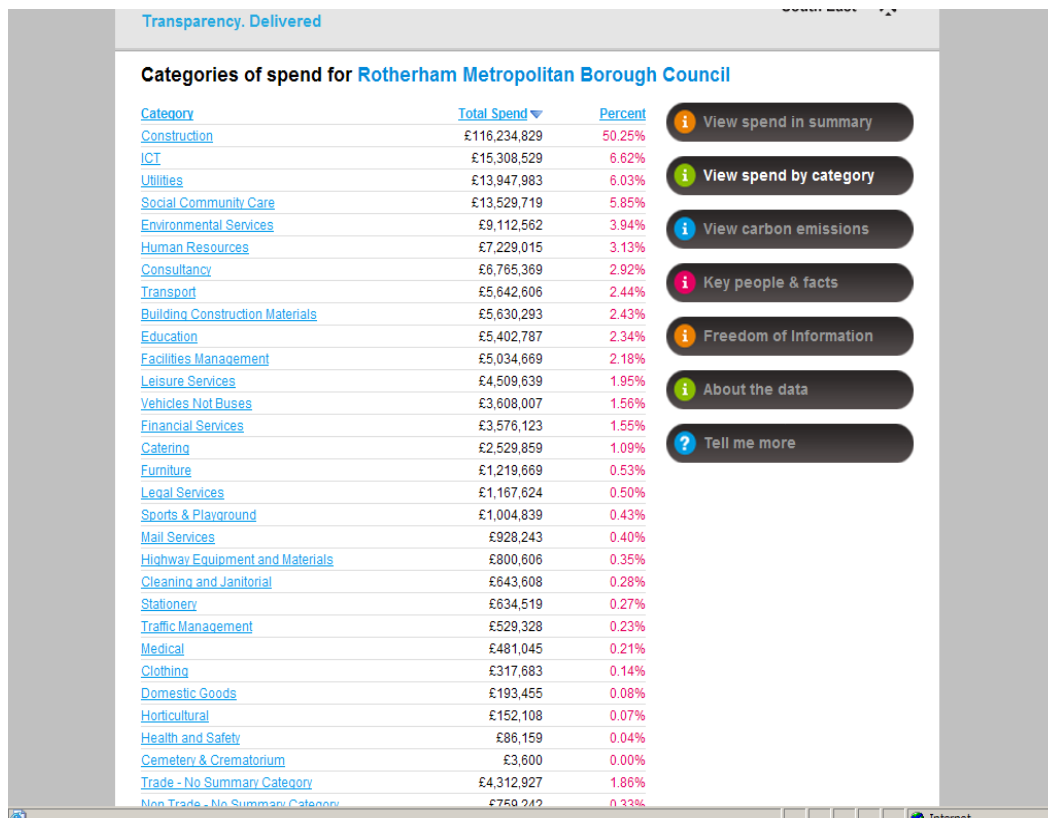 South East
Transparency. Delivered
Categories of spend for Rotherham Metropolitan Borough Council
Category Total Spend Percent
Construction £116,234,829 50.25%
ICT £15,308,529 6.62%
Utilities £13,947,983 6.03%
Social Community Care £13,529,719 5.85%
Environmental Services £9,112,562 3.94%
Human Resources £7,229,015 3.13%
Consultancy £6,765,369 2.92%
Transport £5,642,606 2.44%
Building Construction Materials £5,630,293 2.43%
Education £5,402,787 2.34%
Facilities Management £5,034,669 2.18%
Leisure Services £4,509,639 1.95%
Vehicles Not Buses £3,608,007 1.56%
Financial Services £3,576,123 1.55%
Catering £2,529,859 1.09%
Furniture £1,219,669 0.53%
Legal Services £1,167,624 0.50%
Sports & Playground £1,004,839 0.43%
Mail Services £928,243 0.40%
Highway Equipment and Materials £800,606 0.35%
Cleaning and Janitorial £643,608 0.28%
Stationery £634,519 0.27%
Traffic Management £529,328 0.23%
Medical £481,045 0.21%
Clothing £317,683 0.14%
Domestic Goods £193,455 0.08%
Horticultural £152,108 0.07%
Health and Safety £86,159 0.04%
Cemetery & Crematorium £3,600 0.00%
Trade - No Summary Category £4,312,927 1.86%
Non Trade - No Summary Category £759,242 0.33%
i View spend in summary
i View spend by category
i View carbon emissions
i Key people & facts
i Freedom of Information
i About the data
? Tell me more
Internet